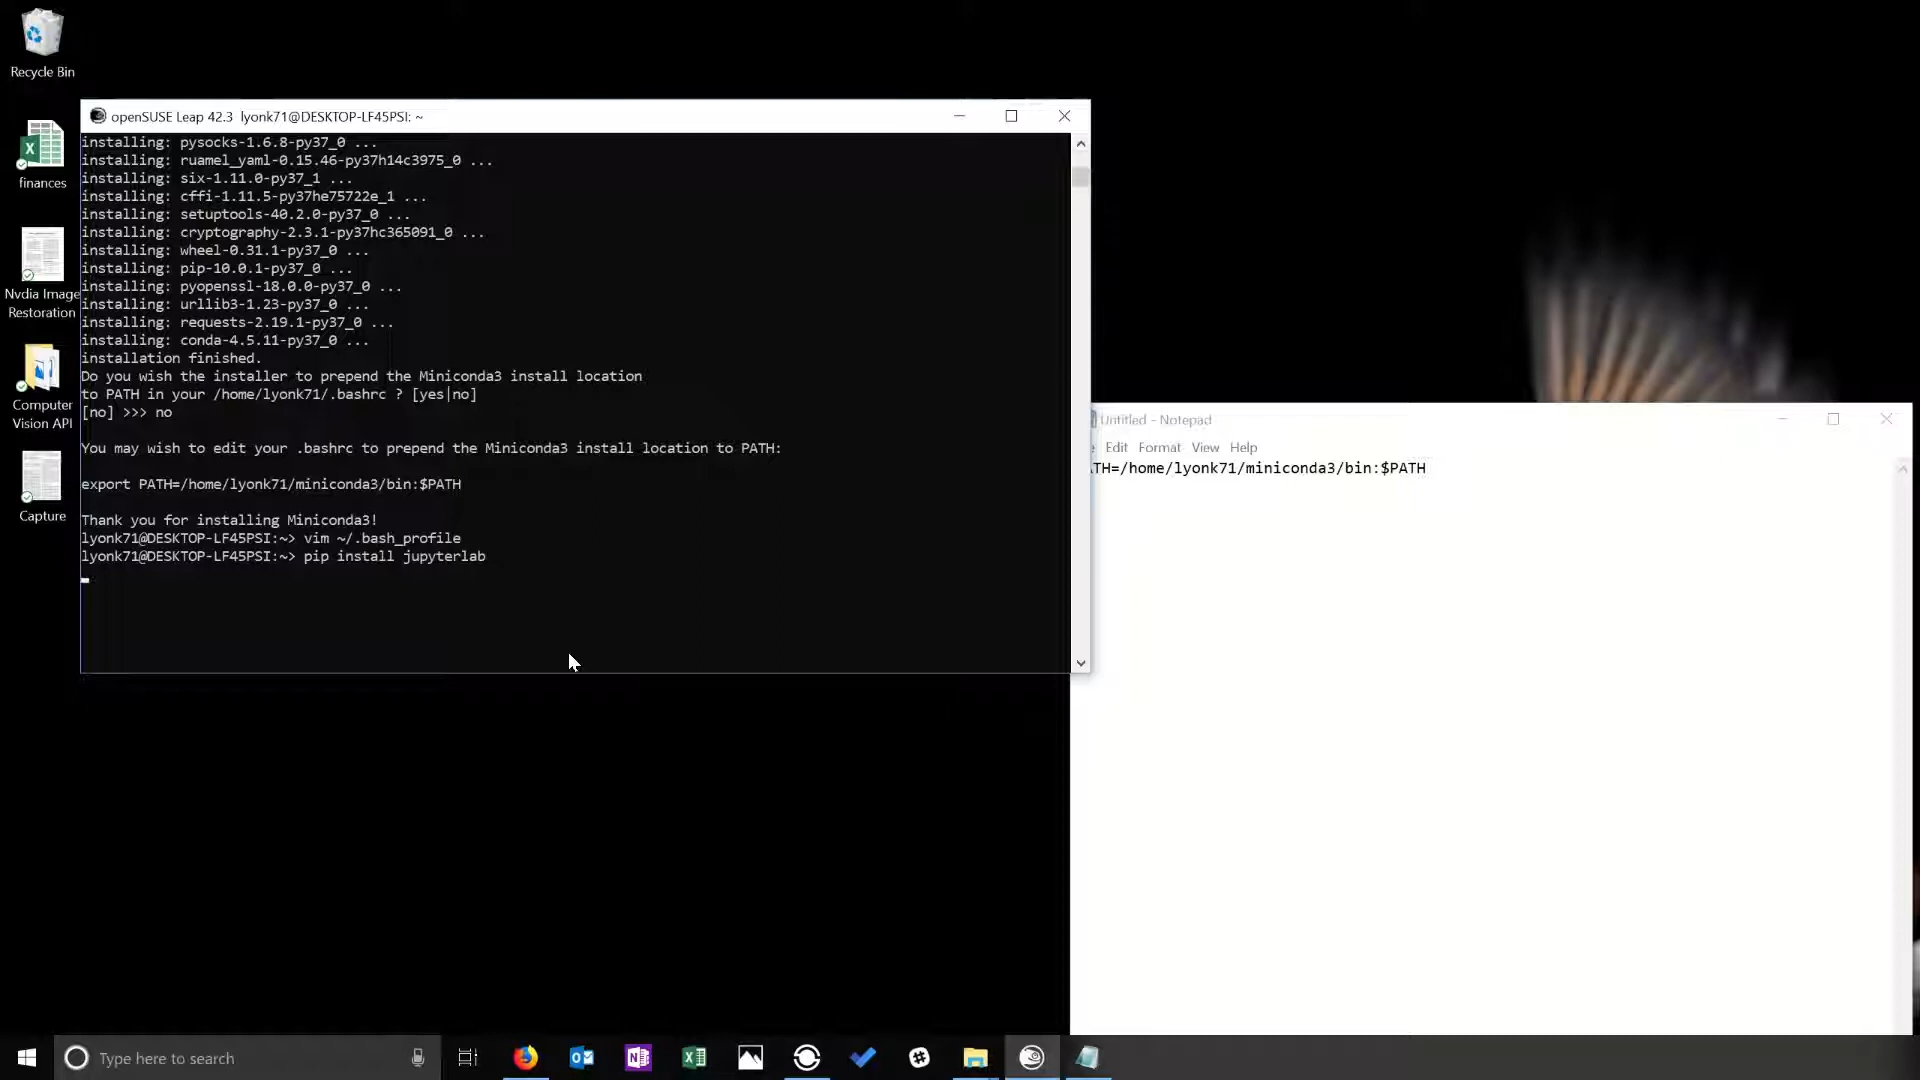 Recycle Bin
finances
Nvdia Image
Restoration
Computer
Vision API
Capture
openSUSE Leap 42.3 lyonk71@DESKTOP-LF45PSI: ~
installing: pysocks-1.6.8-py37_0 ...
installing: ruamel_yaml-0.15.46-py37h14c3975_0 ...
installing: six-1.11.0-py37_1 ...
installing: cffi-1.11.5-py37he75722e_1 ...
installing: setuptools-40.2.0-py37_0 ...
installing: cryptography-2.3.1-py37hc365091_0 ...
installing: wheel-0.31.1-py37_0 ...
installing: pip-10.0.1-py37_0 ...
installing: pyopenssl-18.0.0-py37_0 ...
installing: urllib3-1.23-py37_0 ...
installing: requests-2.19.1-py37_0 ...
installing: conda-4.5.11-py37_0 ...
installation finished.
Do you wish the installer to prepend the Miniconda3 install location
to PATH in your /home/lyonk71/.bashrc ? [yes|no]
[no] >>> no
You may wish to edit your .bashrc to prepend the Miniconda3 install location to PATH:
export PATH=/home/lyonk71/miniconda3/bin:$PATH
Thank you for installing Miniconda3!
lyonk71@DESKTOP-LF45PSI:~> vim ~/.bash_profile
lyonk71@DESKTOP-LF45PSI:~> pip install jupyterlab
Untitled - Notepad
Edit Format View Help
ATH=/home/lyonk71/miniconda3/bin:$PATH
Type here to search